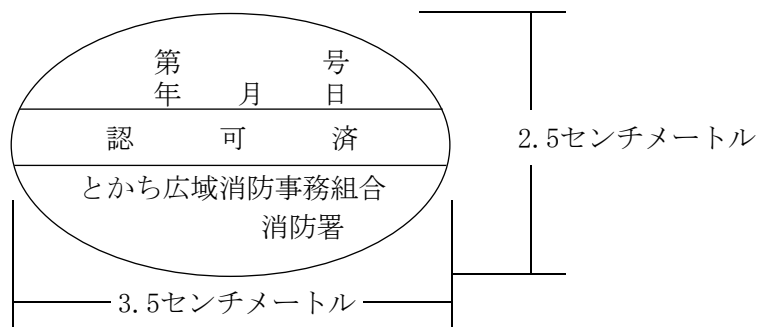 第　　　　号
年　　月　　日
認　　可　　済
とかち広域消防事務組合
消防署
2.5センチメートル
3.5センチメートル